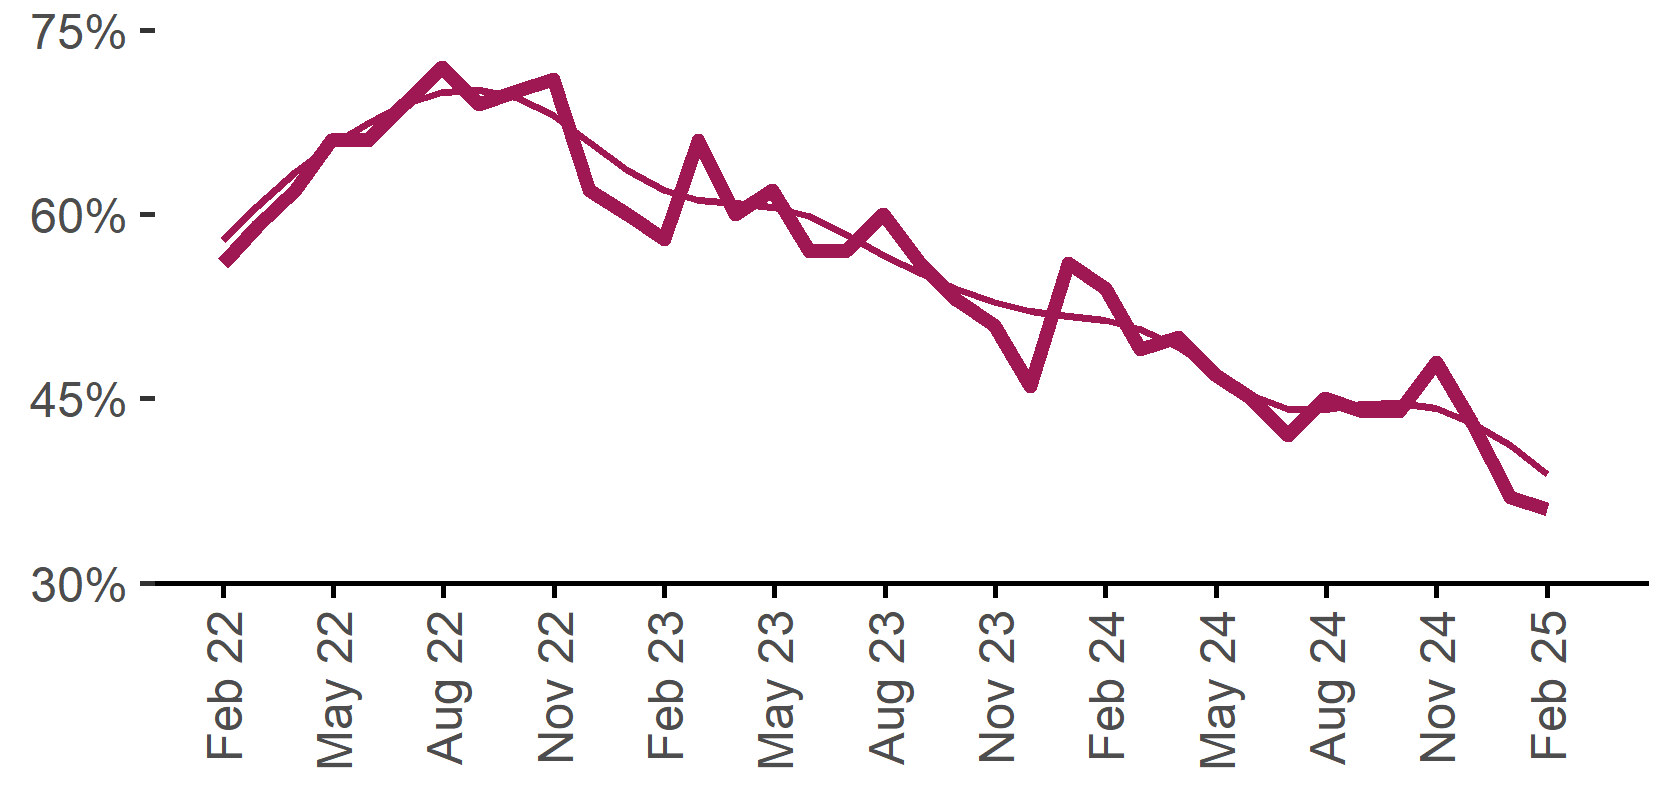 75%
60%
45%
30%
Feb 22
May 22
Aug 22
Nov 22
Feb 23
May 23
Aug 23
Nov 23
Feb 24
May 24
Aug 24
Nov 24
Feb 25